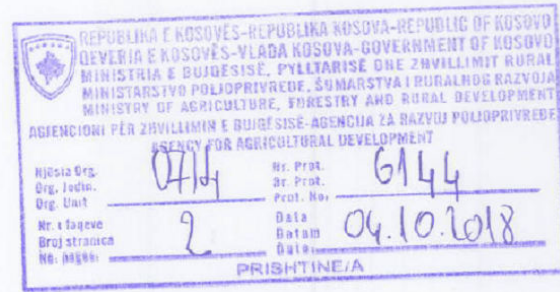 REPUBLIKA E KOSOVËS-REPUBLIKA KOSOVA-REPUBLIC OF KOSOVO
QEVERIA E KOSOVËS-VLADA KOSOVA-GOVERNMENT OF KOSOVO
MINISTRIA E BUJQËSISË, PYLLTARISË DHE ZHVILLIMIT RURAL
MINISTARSTVO POLJOPRIVREDE, ŠUMARSTVA I RURALNOG RAZVOJA
MINISTRY OF AGRICULTURE, FORESTRY AND RURAL DEVELOPMENT
AGJENCIONI PËR ZHVILLIMIN E BUJQËSISË-AGENCIJA ZA RAZVOJ POLJOPRIVREDE
AGENCY FOR AGRICULTURAL DEVELOPMENT
Njësia Org.
Org. Jedin.
Org. Unit
Nr. Prot.
Br. Prot.
Prot. No: 6144
Nr. i faqeve
Broj stranica
No. pages: 2
Data
Datum
Date: 04.10.2018
PRISHTINE/A